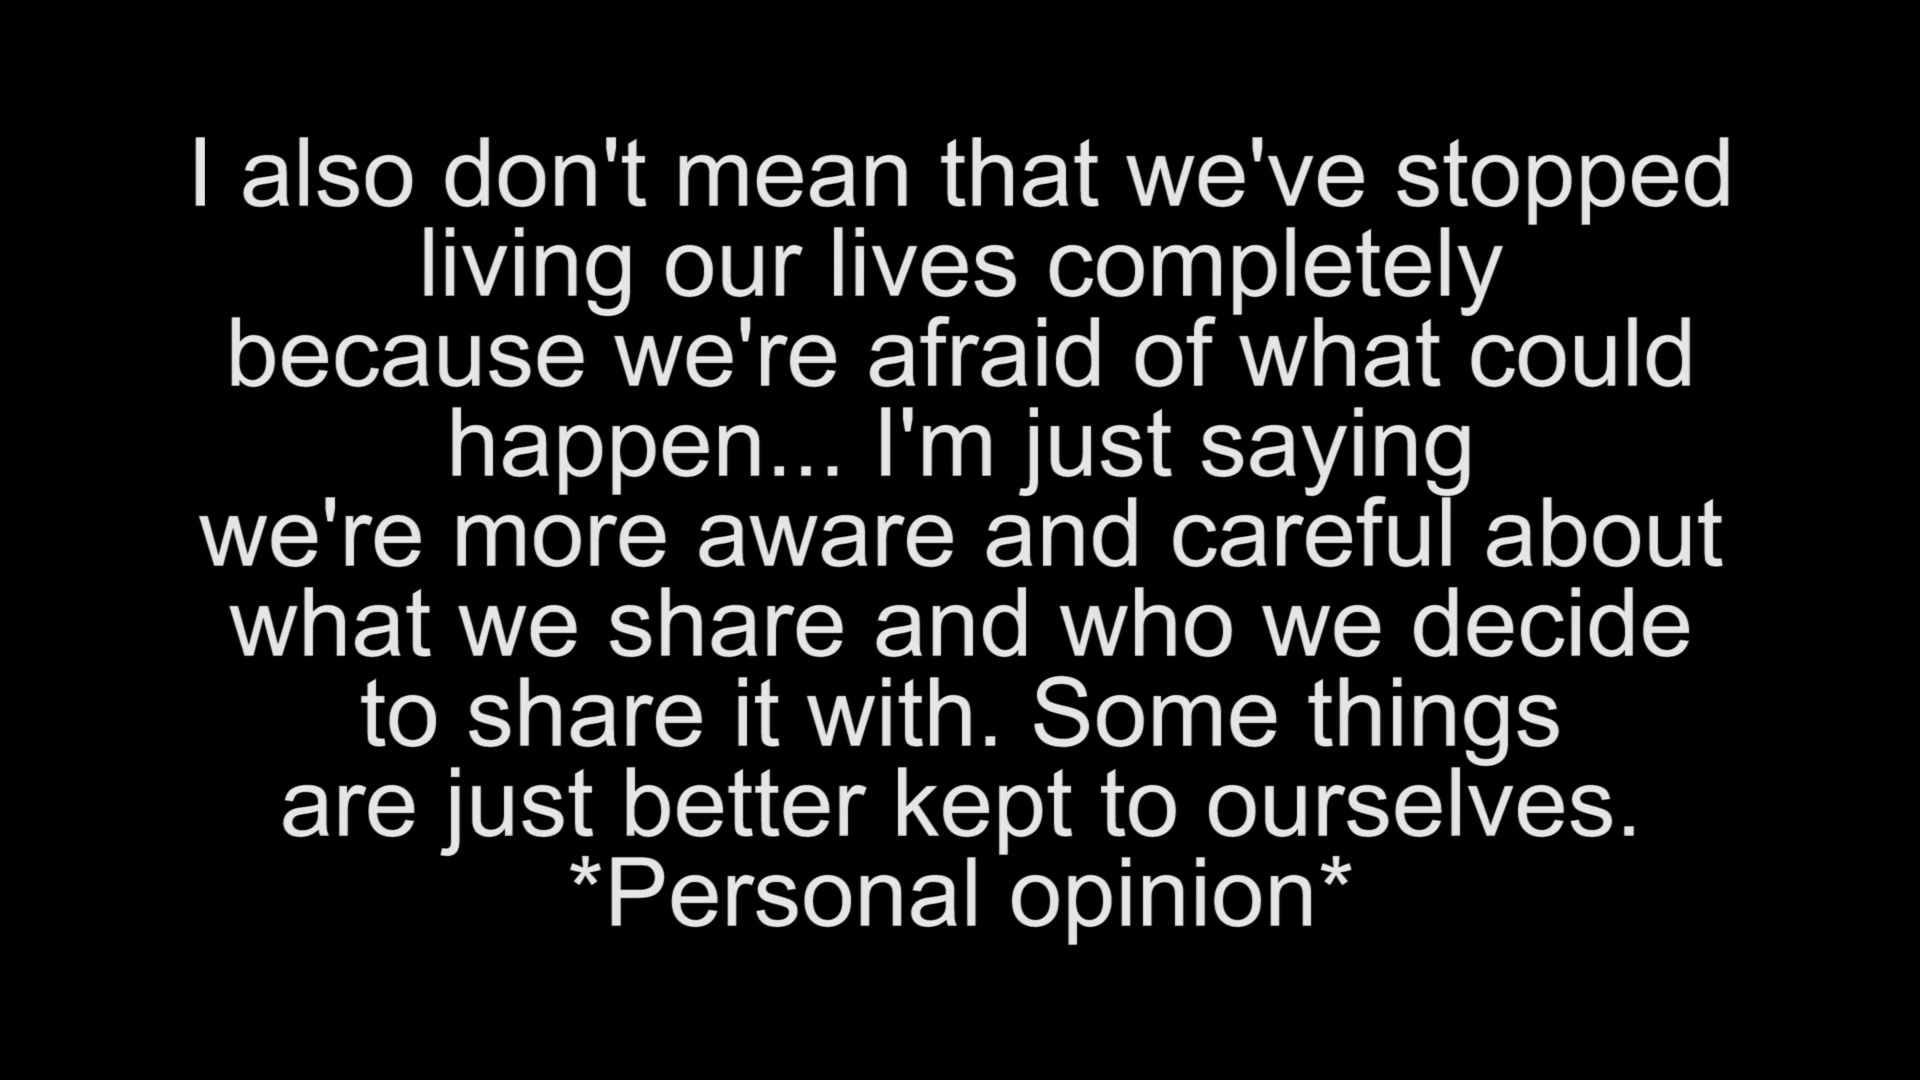 I also don't mean that we've stopped
living our lives completely
because we're afraid of what could
happen... I'm just saying
we're more aware and careful about
what we share and who we decide
to share it with. Some things
are just better kept to ourselves.
*Personal opinion*